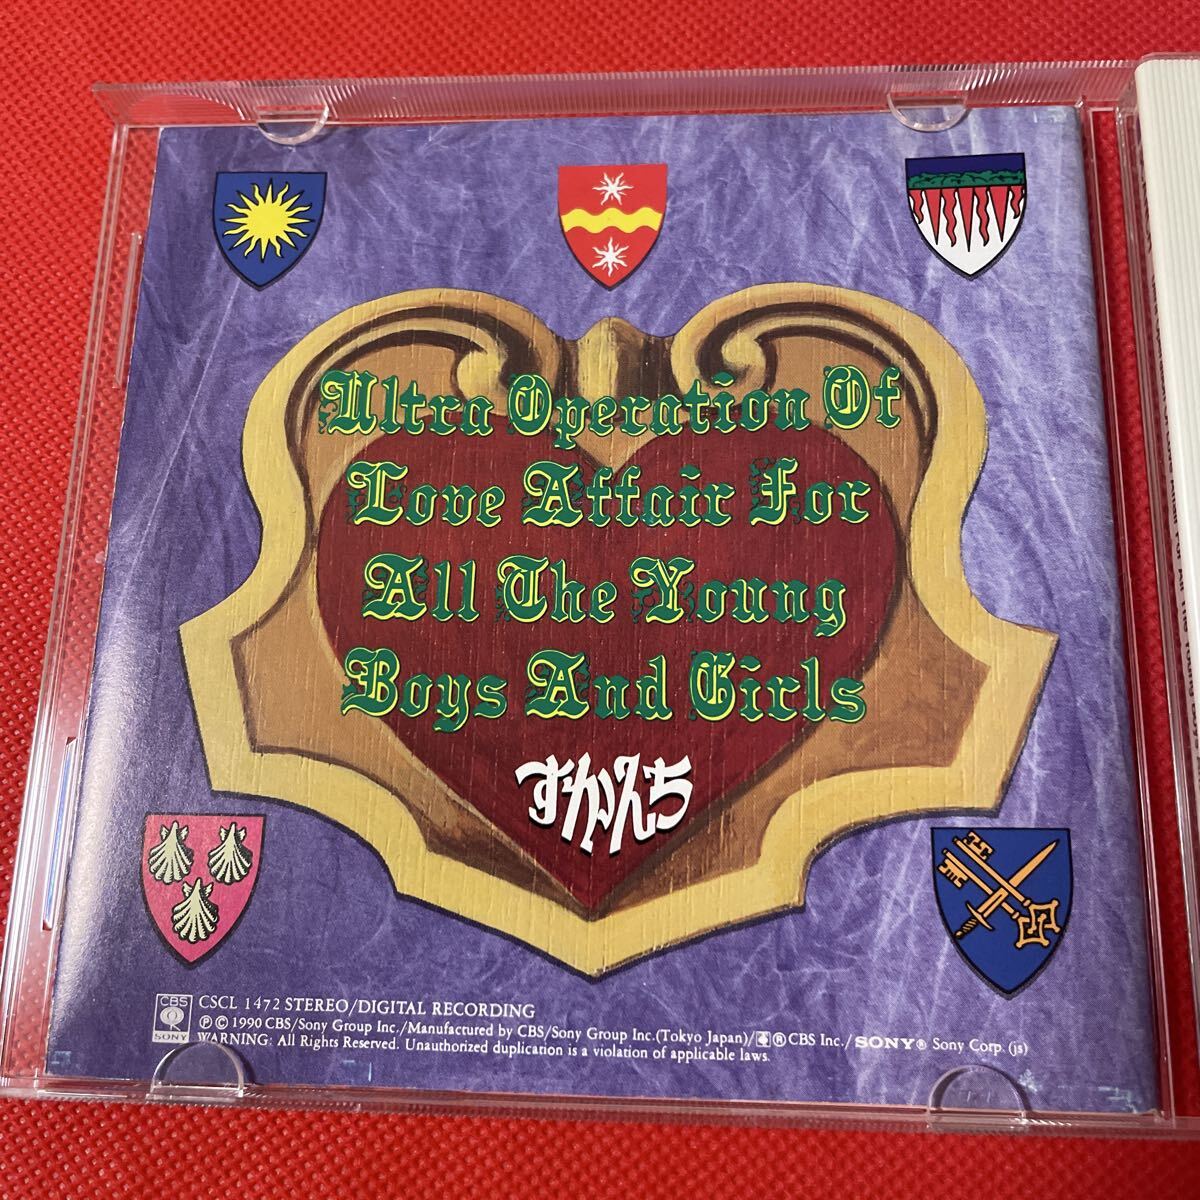 Ultra Operation Of
Love Affair For
All The Young
Boys And Girls
すかんち
CBS
SONY
CSCL 1472 STEREO/DIGITAL RECORDING
Ⓟ © 1990 CBS/Sony Group Inc./Manufactured by CBS/Sony Group Inc.(Tokyo Japan)/ ® CBS Inc./SONY® Sony Corp. (js)
WARNING: All Rights Reserved. Unauthorized duplication is a violation of applicable laws.